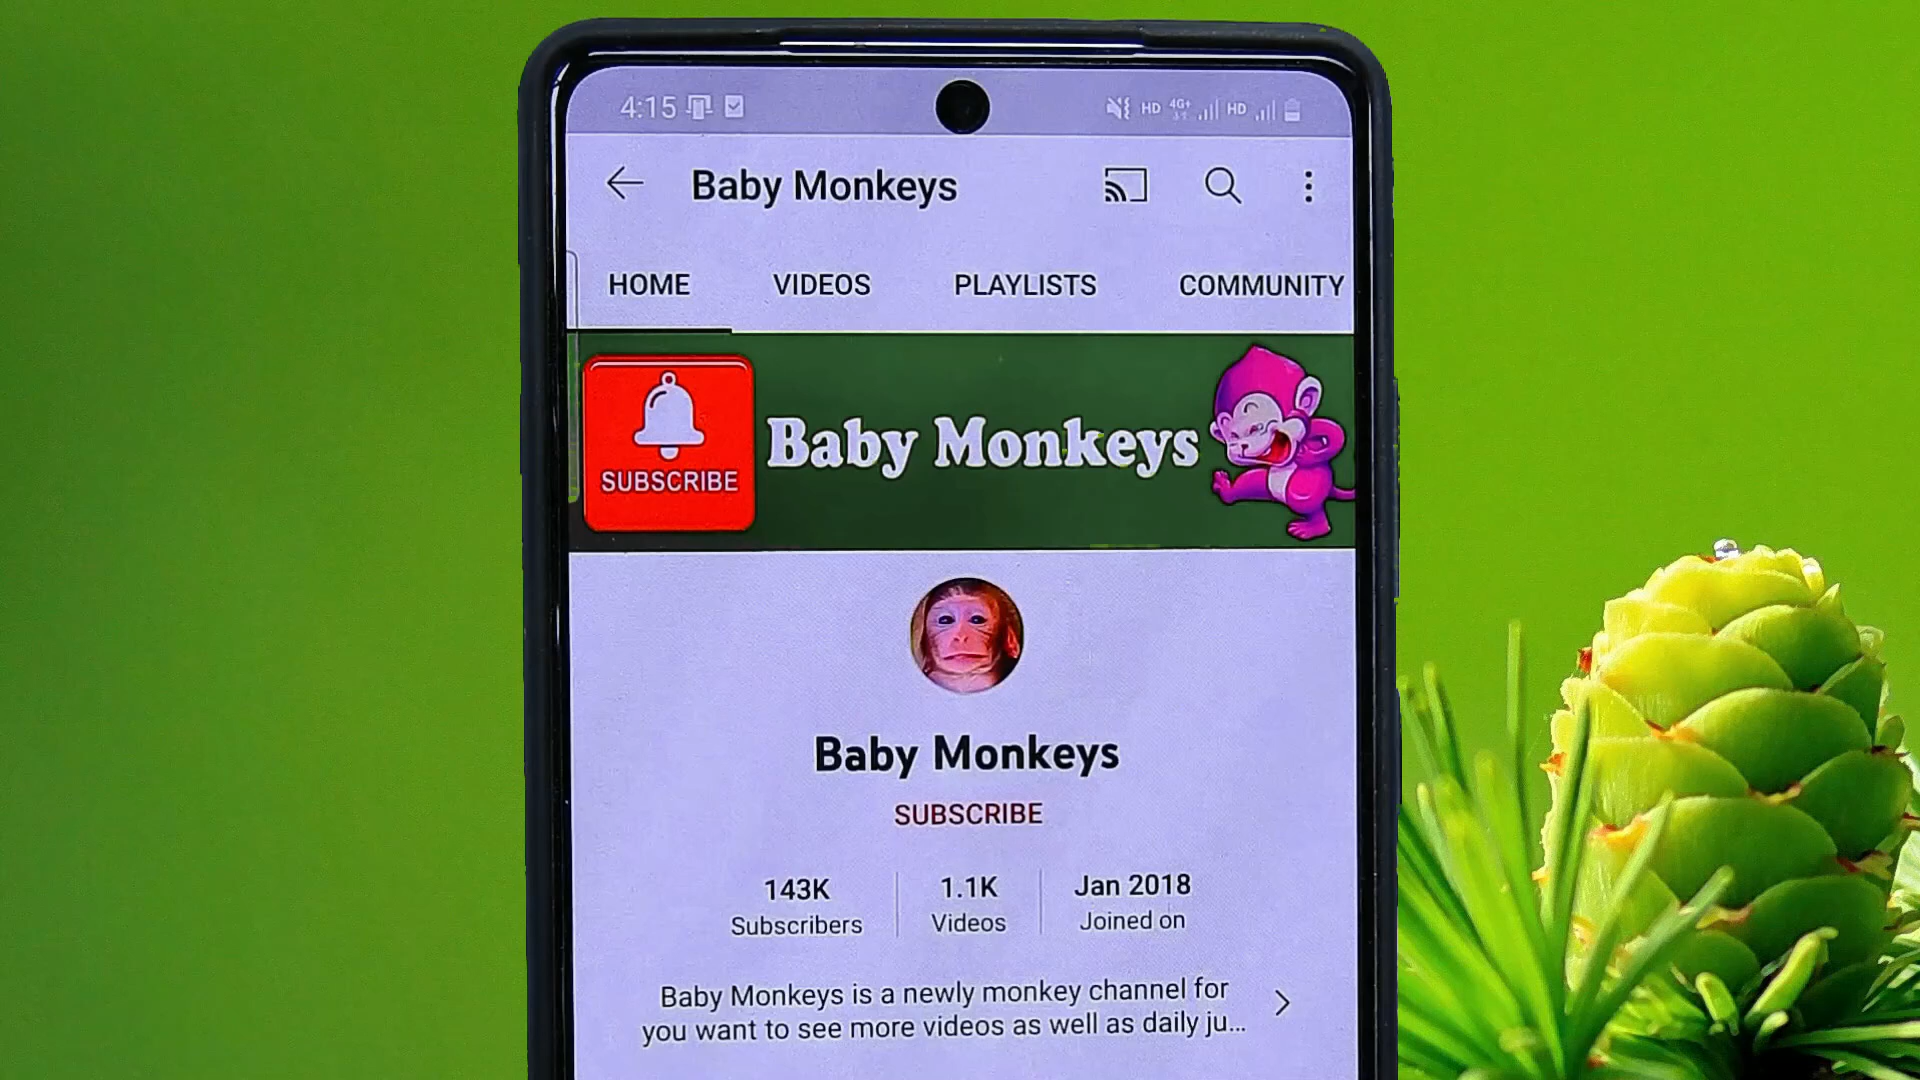 4:15 HD 4G+ HD
Baby Monkeys
HOME VIDEOS PLAYLISTS COMMUNITY
SUBSCRIBE
Baby Monkeys
Baby Monkeys
SUBSCRIBE
143K 1.1K Jan 2018
Subscribers Videos Joined on
Baby Monkeys is a newly monkey channel for
you want to see more videos as well as daily ju...